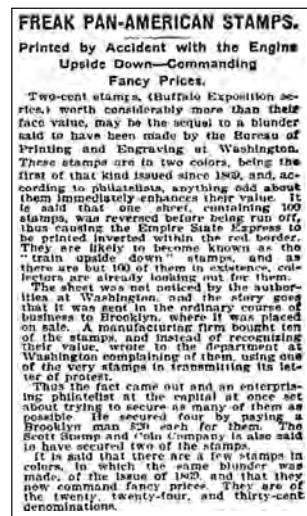 FREAK PAN-AMERICAN STAMPS.
Printed by Accident with the Engine
Upside Down—Commanding
Fancy Prices.
Two-cent stamps, (Buffalo Exposition se-
ries,) worth considerably more than their
face value, may be the sequel to a blunder
said to have been made by the Bureau of
Printing and Engraving at Washington.
These stamps are in two colors, being the
first of that kind issued since 1869, and, ac-
cording to philatelists, anything odd about
them immediately enhances their value. It
is said that one sheet, containing 100
stamps, was reversed before being run off,
thus causing the Empire State Express to
be printed inverted within the red border.
They are likely to become known as the
"train upside down" stamps, and as
there are but 100 of them in existence, col-
lectors are already looking out for them.
The sheet was not noticed by the author-
ities at Washington, and the story goes
that it was sent in the ordinary course of
business to Brooklyn, where it was placed
on sale. A manufacturing firm bought ten
of the stamps, and instead of recognizing
their value, wrote to the department at
Washington complaining of them, using one
of the very stamps in transmitting its let-
ter of protest.
Thus the fact came out and an enterpris-
ing philatelist at the capital at once set
about trying to secure as many of them as
possible. He secured four by paying a
Brooklyn man $20 each for them. The
Scott Stamp and Coin Company is also said
to have secured two of the stamps.
It is said that there are a few stamps in
colors, in which the same blunder was
made, of the issue of 1869, and that they
now command fancy prices. They are of
the twenty, twenty-four, and thirty-cent
denominations.